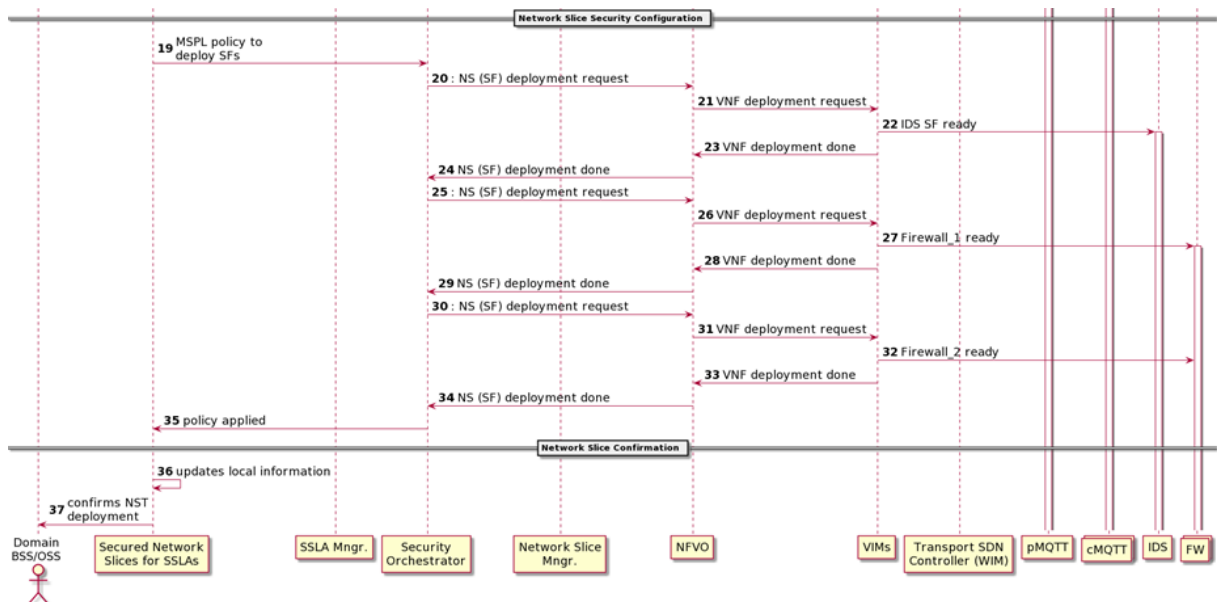 Network Slice Security Configuration
19 MSPL policy to
deploy SFs
20 : NS (SF) deployment request
21 VNF deployment request
22 IDS SF ready
23 VNF deployment done
24 NS (SF) deployment done
25 : NS (SF) deployment request
26 VNF deployment request
27 Firewall_1 ready
28 VNF deployment done
29 NS (SF) deployment done
30 : NS (SF) deployment request
31 VNF deployment request
32 Firewall_2 ready
33 VNF deployment done
34 NS (SF) deployment done
35 policy applied
Network Slice Confirmation
36 updates local information
37 confirms NST
deployment
Domain
BSS/OSS
Secured Network
Slices for SSLAs
SSLA Mngr.
Security
Orchestrator
Network Slice
Mngr.
NFVO
VIMs
Transport SDN
Controller (WIM)
pMQTT
cMQTT
IDS
FW